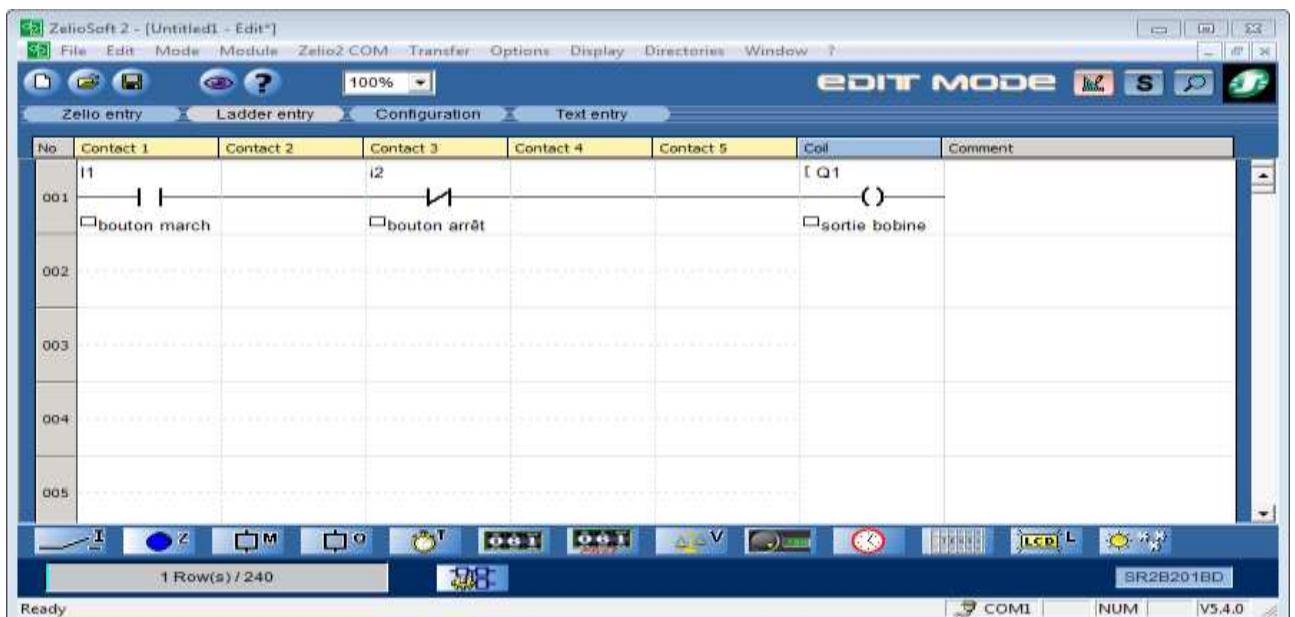 ZelioSoft 2 - [Untitled1 - Edit*]
File Edit Mode Module Zelio2 COM Transfer Options Display Directories Window ?
100% EDIT MODE S
Zelio entry Ladder entry Configuration Text entry
No Contact 1 Contact 2 Contact 3 Contact 4 Contact 5 Coil Comment
I1 i2 [ Q1
001
bouton march bouton arrêt sortie bobine
002
003
004
005
I Z M O T V LCD L
1 Row(s) / 240 SR2B201BD
Ready COM1 NUM V5.4.0